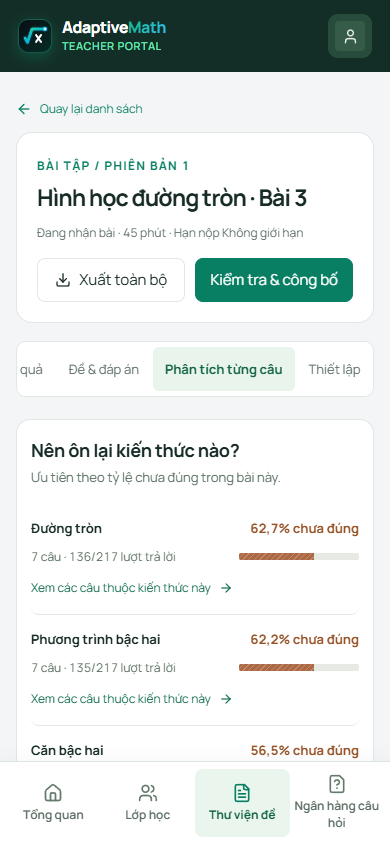 AdaptiveMath
TEACHER PORTAL
Quay lại danh sách
BÀI TẬP / PHIÊN BẢN 1
Hình học đường tròn · Bài 3
Đang nhận bài · 45 phút · Hạn nộp Không giới hạn
Xuất toàn bộ
Kiểm tra & công bố
quả
Đề & đáp án
Phân tích từng câu
Thiết lập
Nên ôn lại kiến thức nào?
Ưu tiên theo tỷ lệ chưa đúng trong bài này.
Đường tròn
62,7% chưa đúng
7 câu · 136/217 lượt trả lời
Xem các câu thuộc kiến thức này
Phương trình bậc hai
62,2% chưa đúng
7 câu · 135/217 lượt trả lời
Xem các câu thuộc kiến thức này
Căn bậc hai
56,5% chưa đúng
Tổng quan
Lớp học
Thư viện đề
Ngân hàng câu
hỏi